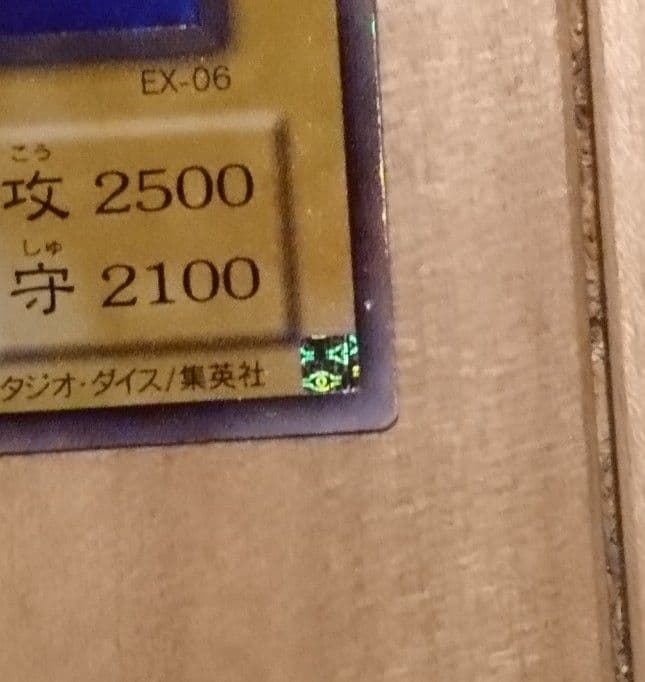 EX-06
こう
攻 2500
しゅ
守 2100
タジオ・ダイス/集英社